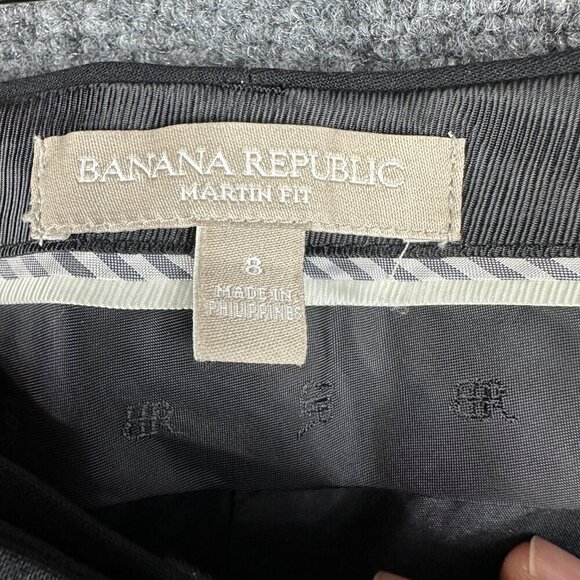 BANANA REPUBLIC
MARTIN FIT
8
MADE IN
PHILIPPINES